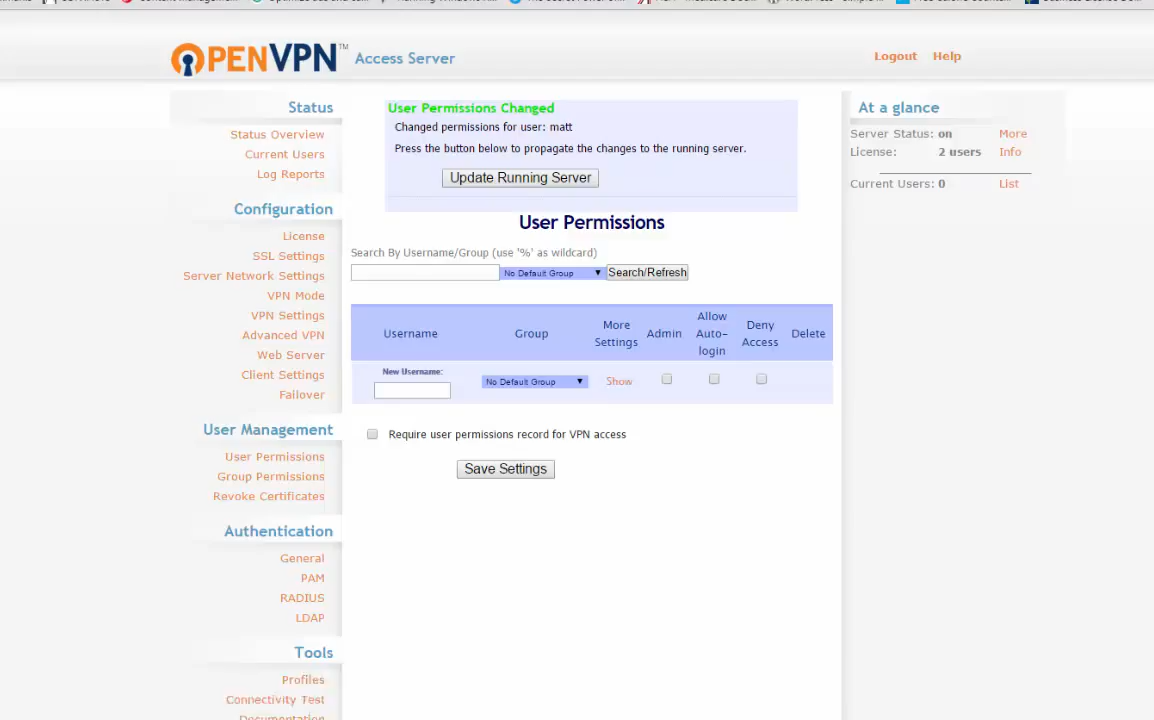 OPENVPN™ Access Server
Logout Help
Status
Status Overview
Current Users
Log Reports
Configuration
License
SSL Settings
Server Network Settings
VPN Mode
VPN Settings
Advanced VPN
Web Server
Client Settings
Failover
User Management
User Permissions
Group Permissions
Revoke Certificates
Authentication
General
PAM
RADIUS
LDAP
Tools
Profiles
Connectivity Test
Documentation
User Permissions Changed
Changed permissions for user: matt
Press the button below to propagate the changes to the running server.
Update Running Server
User Permissions
Search By Username/Group (use '%' as wildcard)
No Default Group Search/Refresh
Username Group More Settings Admin Allow Auto-login Deny Access Delete
New Username:
No Default Group Show
Require user permissions record for VPN access
Save Settings
At a glance
Server Status: on More
License: 2 users Info
Current Users: 0 List